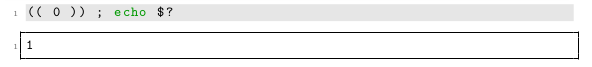 1 (( 0 )) ; echo $?
1 1